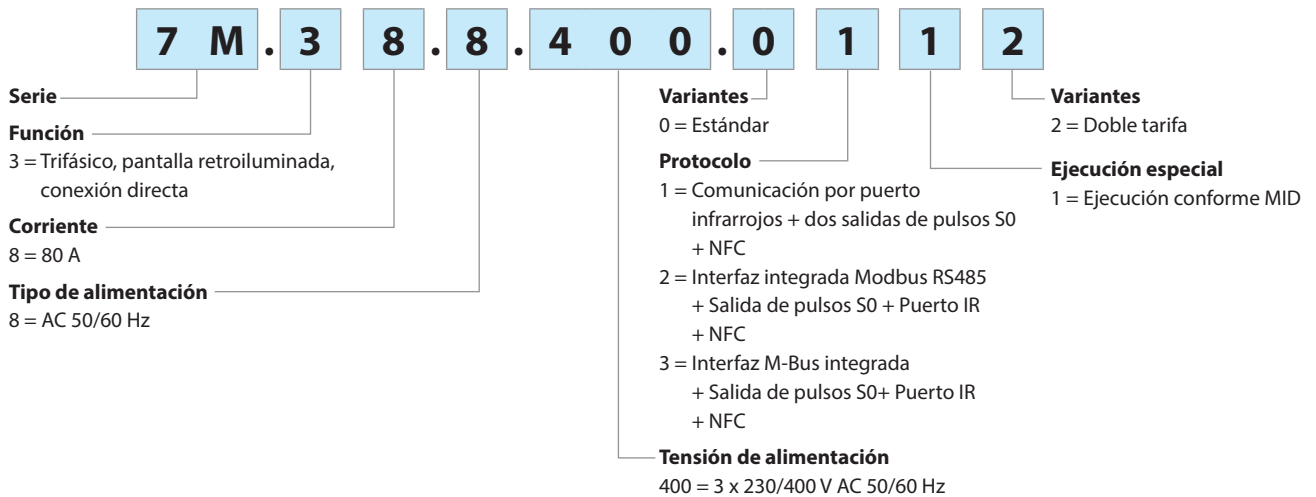 7 M . 3 8 . 8 . 4 0 0 . 0 1 1 2
Serie
Función
3 = Trifásico, pantalla retroiluminada,
conexión directa
Corriente
8 = 80 A
Tipo de alimentación
8 = AC 50/60 Hz
Variantes
0 = Estándar
Protocolo
1 = Comunicación por puerto
infrarrojos + dos salidas de pulsos S0
+ NFC
2 = Interfaz integrada Modbus RS485
+ Salida de pulsos S0 + Puerto IR
+ NFC
3 = Interfaz M-Bus integrada
+ Salida de pulsos S0+ Puerto IR
+ NFC
Tensión de alimentación
400 = 3 x 230/400 V AC 50/60 Hz
Variantes
2 = Doble tarifa
Ejecución especial
1 = Ejecución conforme MID